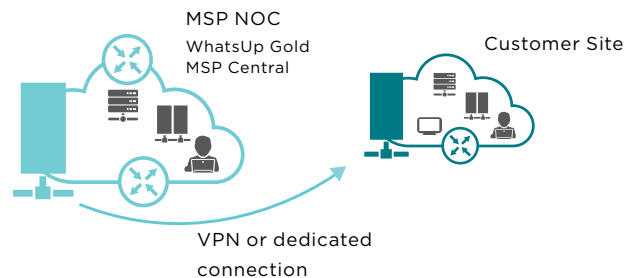 MSP NOC
WhatsUp Gold
MSP Central
Customer Site
VPN or dedicated
connection